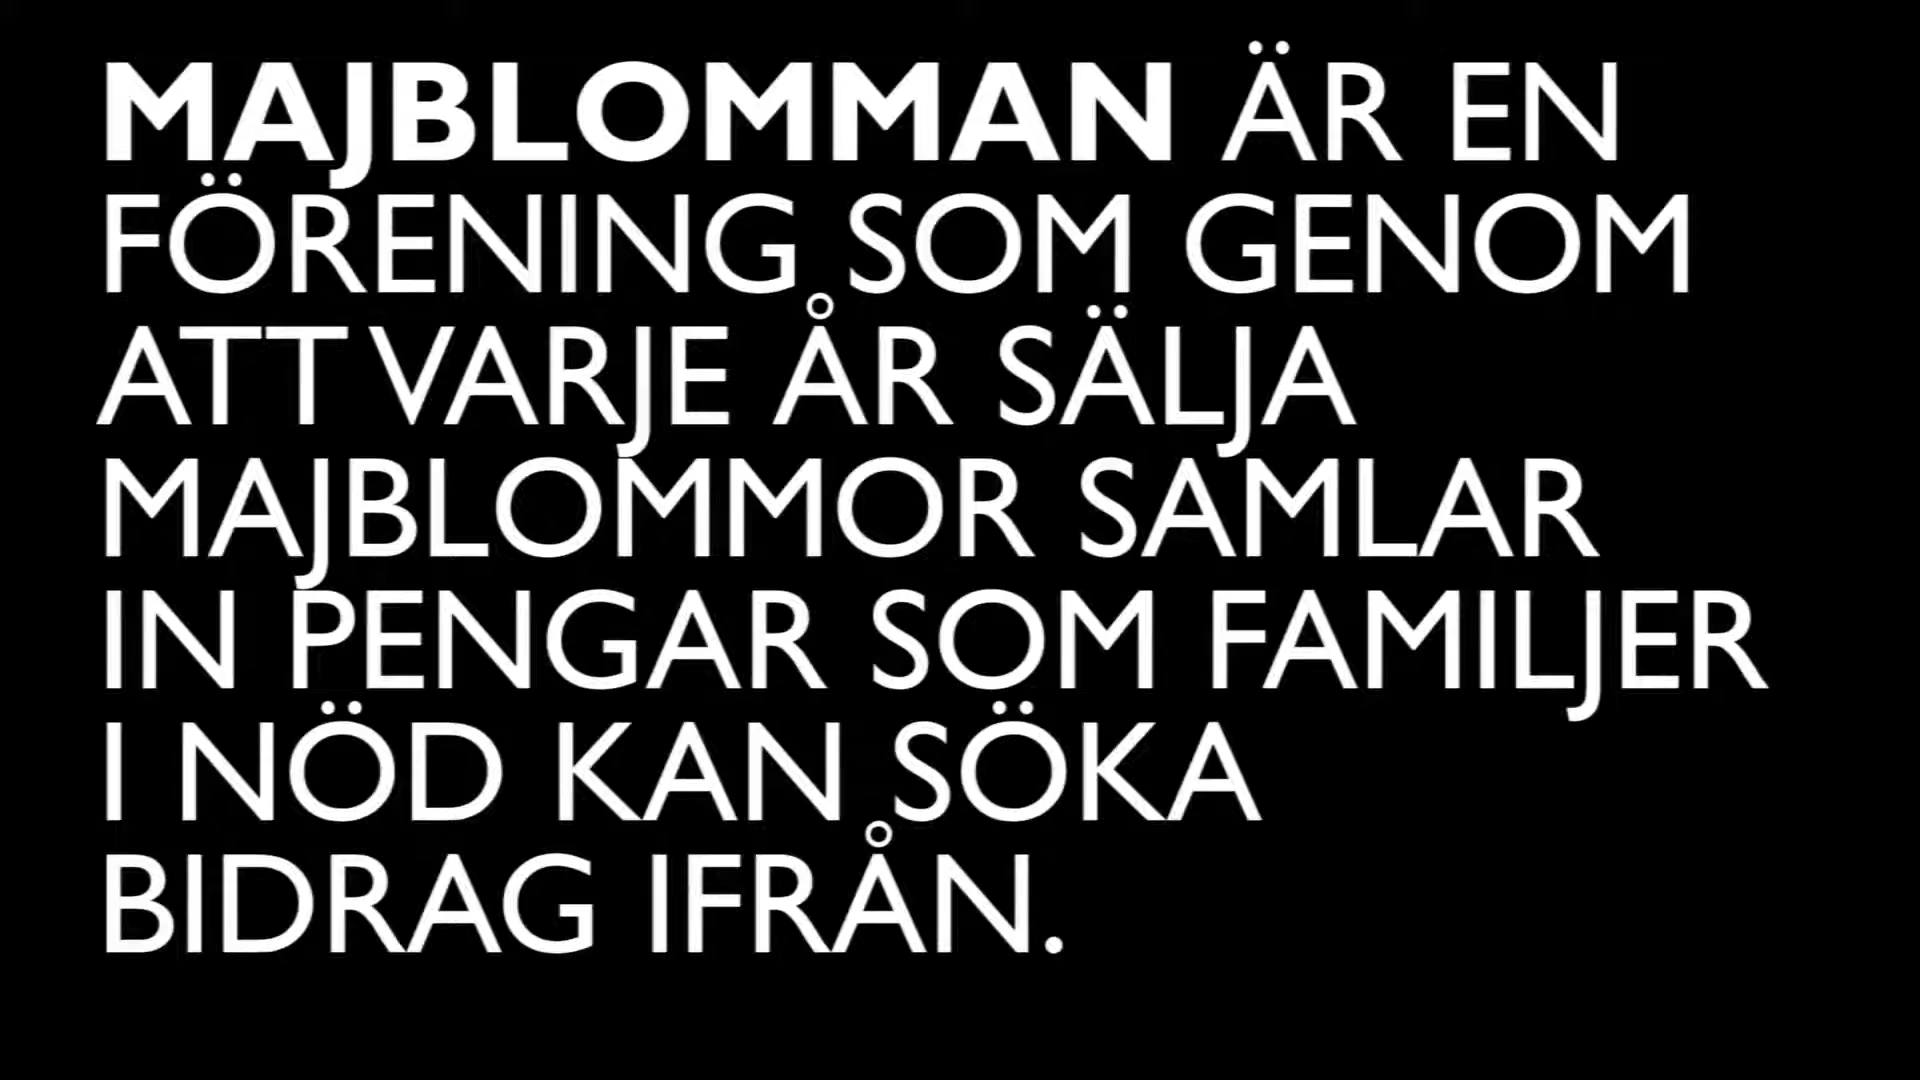 MAJBLOMMAN ÄR EN
FÖRENING SOM GENOM
ATT VARJE ÅR SÄLJA
MAJBLOMMOR SAMLAR
IN PENGAR SOM FAMILJER
I NÖD KAN SÖKA
BIDRAG IFRÅN.